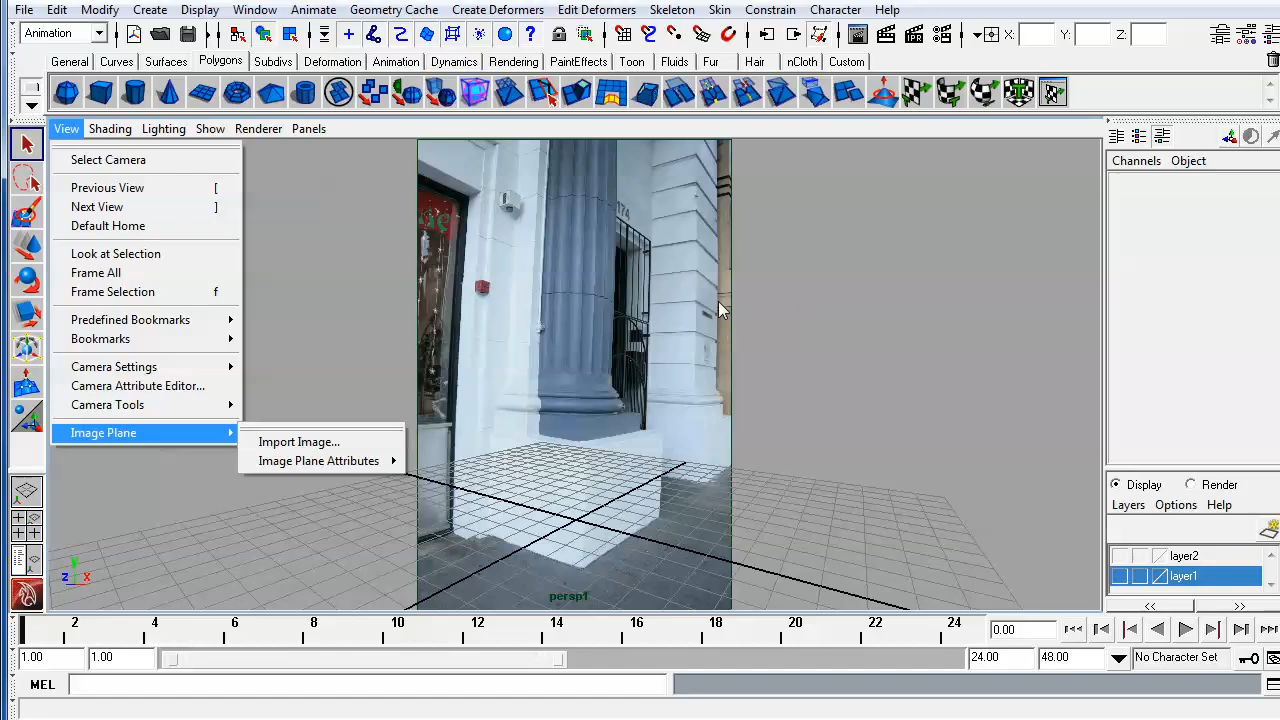 File Edit Modify Create Display Window Animate Geometry Cache Create Deformers Edit Deformers Skeleton Skin Constrain Character Help
Animation X: Y: Z:
General Curves Surfaces Polygons Subdivs Deformation Animation Dynamics Rendering PaintEffects Toon Fluids Fur Hair nCloth Custom
View Shading Lighting Show Renderer Panels
Select Camera
Previous View [
Next View ]
Default Home
Look at Selection
Frame All
Frame Selection f
Predefined Bookmarks
Bookmarks
Camera Settings
Camera Attribute Editor...
Camera Tools
Image Plane
Import Image...
Image Plane Attributes
174
y
z x
persp1
Channels Object
Display Render
Layers Options Help
layer2
layer1
<< >>
2 4 6 8 10 12 14 16 18 20 22 24 0.00
1.00 1.00 24.00 48.00 No Character Set
MEL